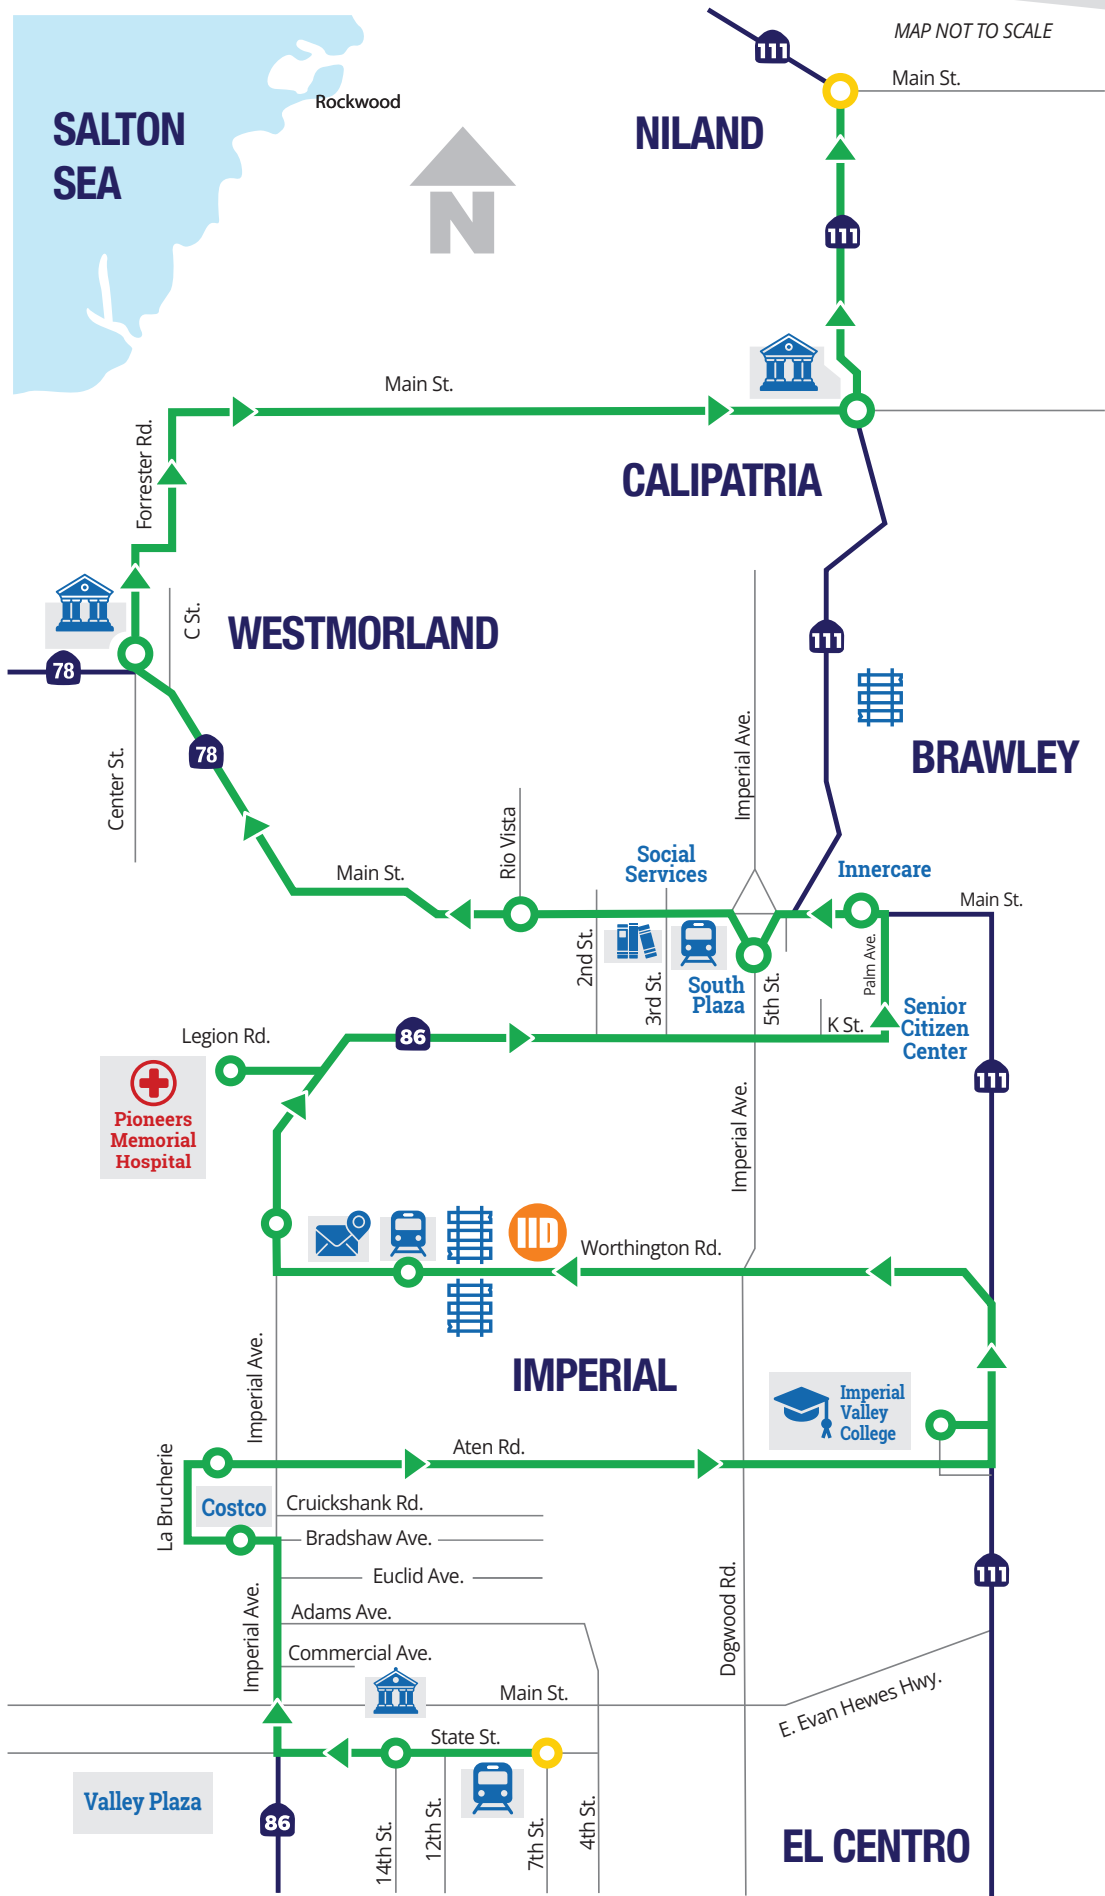 MAP NOT TO SCALE
111
Main St.
Rockwood
SALTON
SEA
NILAND
N
111
Main St.
Forrester Rd.
CALIPATRIA
C St.
WESTMORLAND
111
78
Imperial Ave.
78
BRAWLEY
Center St.
Rio Vista
Social
Services
Innercare
Main St.
Main St.
2nd St.
3rd St.
South
Plaza
5th St.
Palm Ave.
Senior
Citizen
Center
K St.
86
Legion Rd.
111
Pioneers
Memorial
Hospital
Imperial Ave.
IID
Worthington Rd.
Imperial Ave.
IMPERIAL
Imperial
Valley
College
La Brucherie
Aten Rd.
Costco
Cruickshank Rd.
Bradshaw Ave.
Euclid Ave.
111
Imperial Ave.
Adams Ave.
Dogwood Rd.
Commercial Ave.
Main St.
E. Evan Hewes Hwy.
State St.
Valley Plaza
86
14th St.
12th St.
7th St.
4th St.
EL CENTRO